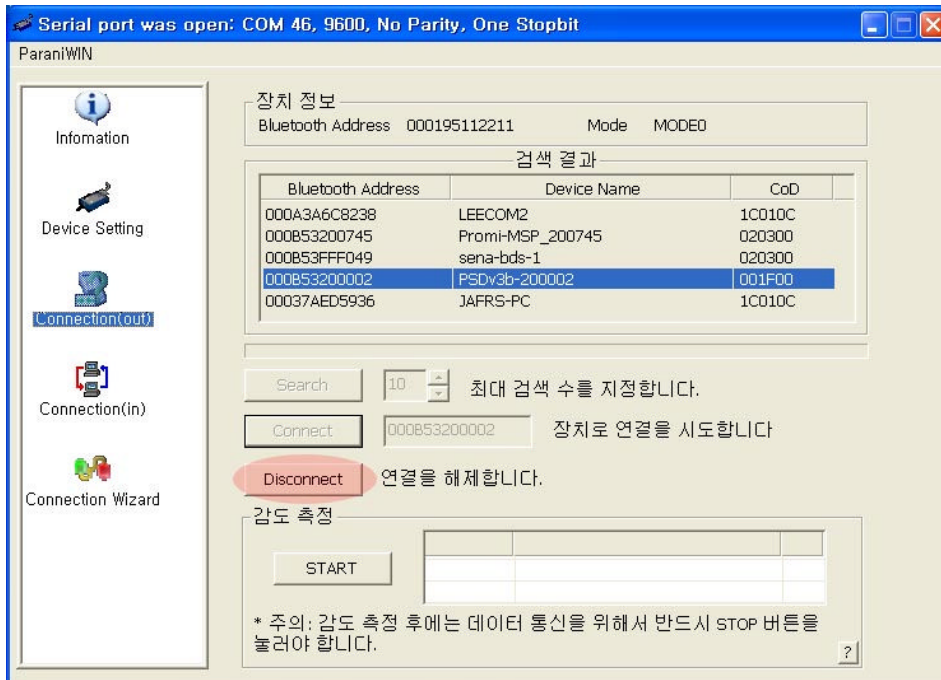 Serial port was open: COM 46, 9600, No Parity, One Stopbit
ParaniWIN
Infomation
Device Setting
Connection(out)
Connection(in)
Connection Wizard
장치 정보
Bluetooth Address 000195112211 Mode MODE0
검색 결과
Bluetooth Address Device Name CoD
000A3A6C8238 LEECOM2 1C010C
000B53200745 Promi-MSP_200745 020300
000B53FFF049 sena-bds-1 020300
000B53200002 PSDv3b-200002 001F00
00037AED5936 JAFRS-PC 1C010C
Search 10 최대 검색 수를 지정합니다.
Connect 000B53200002 장치로 연결을 시도합니다
Disconnect 연결을 해제합니다.
감도 측정
START
* 주의: 감도 측정 후에는 데이터 통신을 위해서 반드시 STOP 버튼을
눌러야 합니다.
?